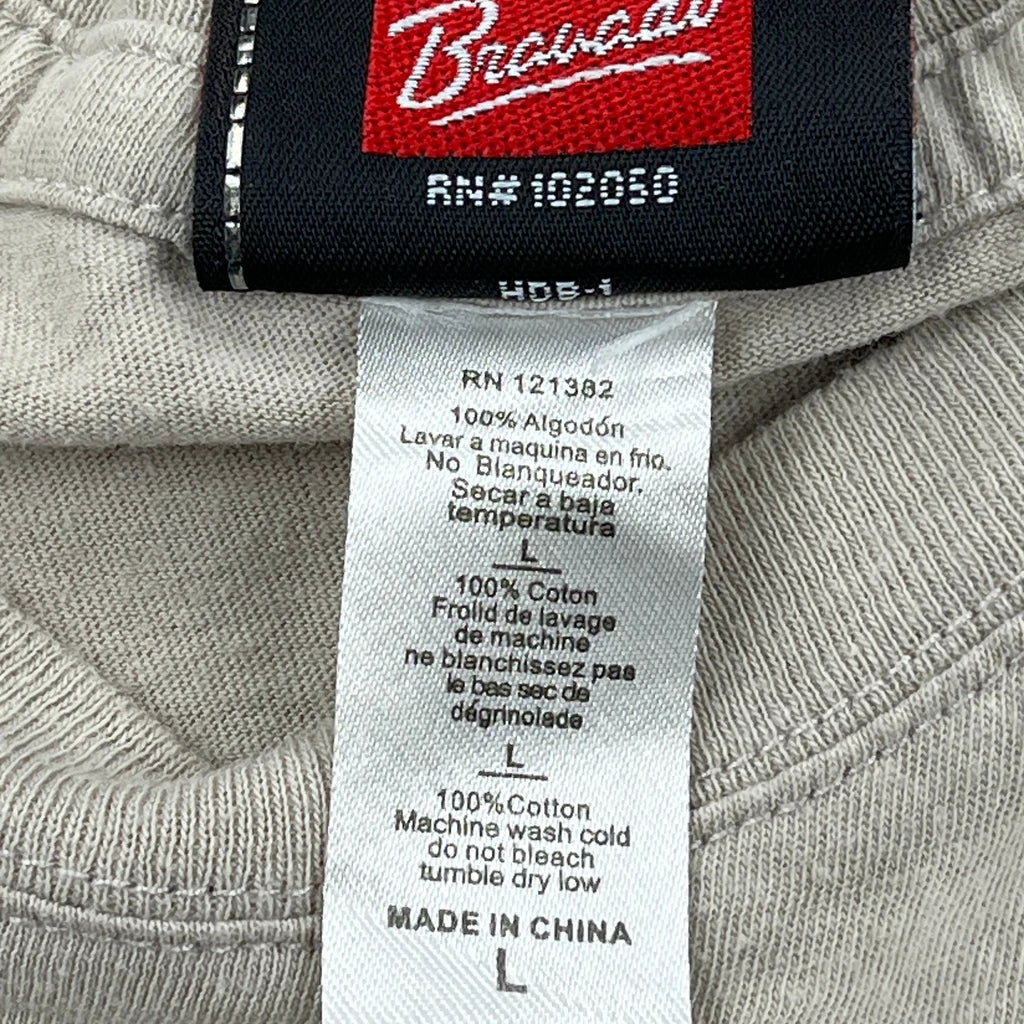 Bravado
RN#102050
HDB-1
RN 121382
100% Algodón
Lavar a maquina en frio.
No Blanqueador,
Secar a baja
temperatura
L
100% Coton
Frolid de lavage
de machine
ne blanchissez pas
le bas sec de
dégrinolade
L
100%Cotton
Machine wash cold
do not bleach
tumble dry low
MADE IN CHINA
L